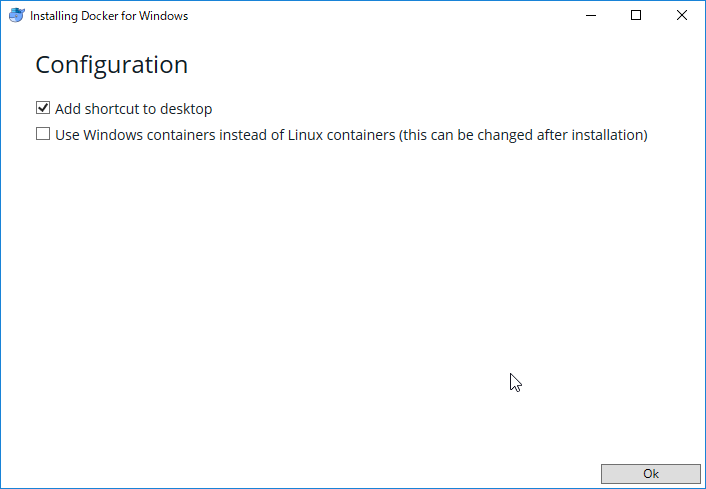 Installing Docker for Windows
Configuration
Add shortcut to desktop
Use Windows containers instead of Linux containers (this can be changed after installation)
Ok